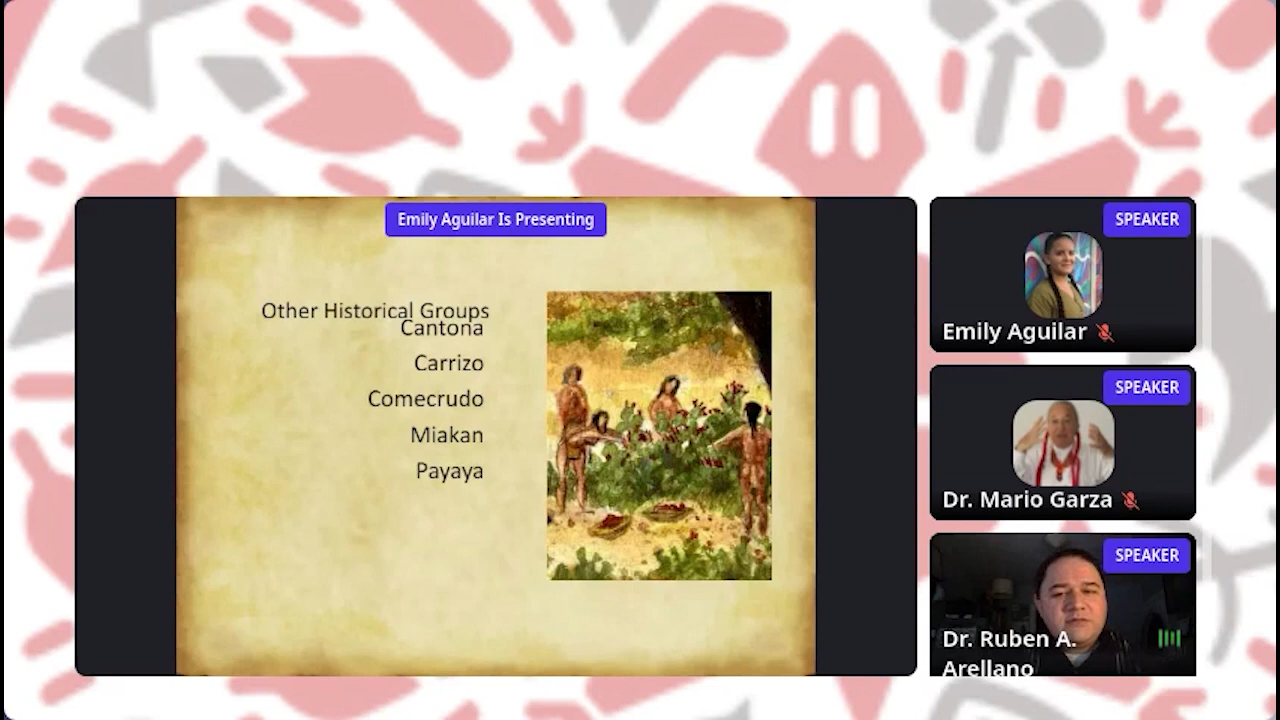 Emily Aguilar Is Presenting
Other Historical Groups
Cantona
Carrizo
Comecrudo
Miakan
Payaya
SPEAKER
Emily Aguilar
SPEAKER
Dr. Mario Garza
SPEAKER
Dr. Ruben A.
Arellano